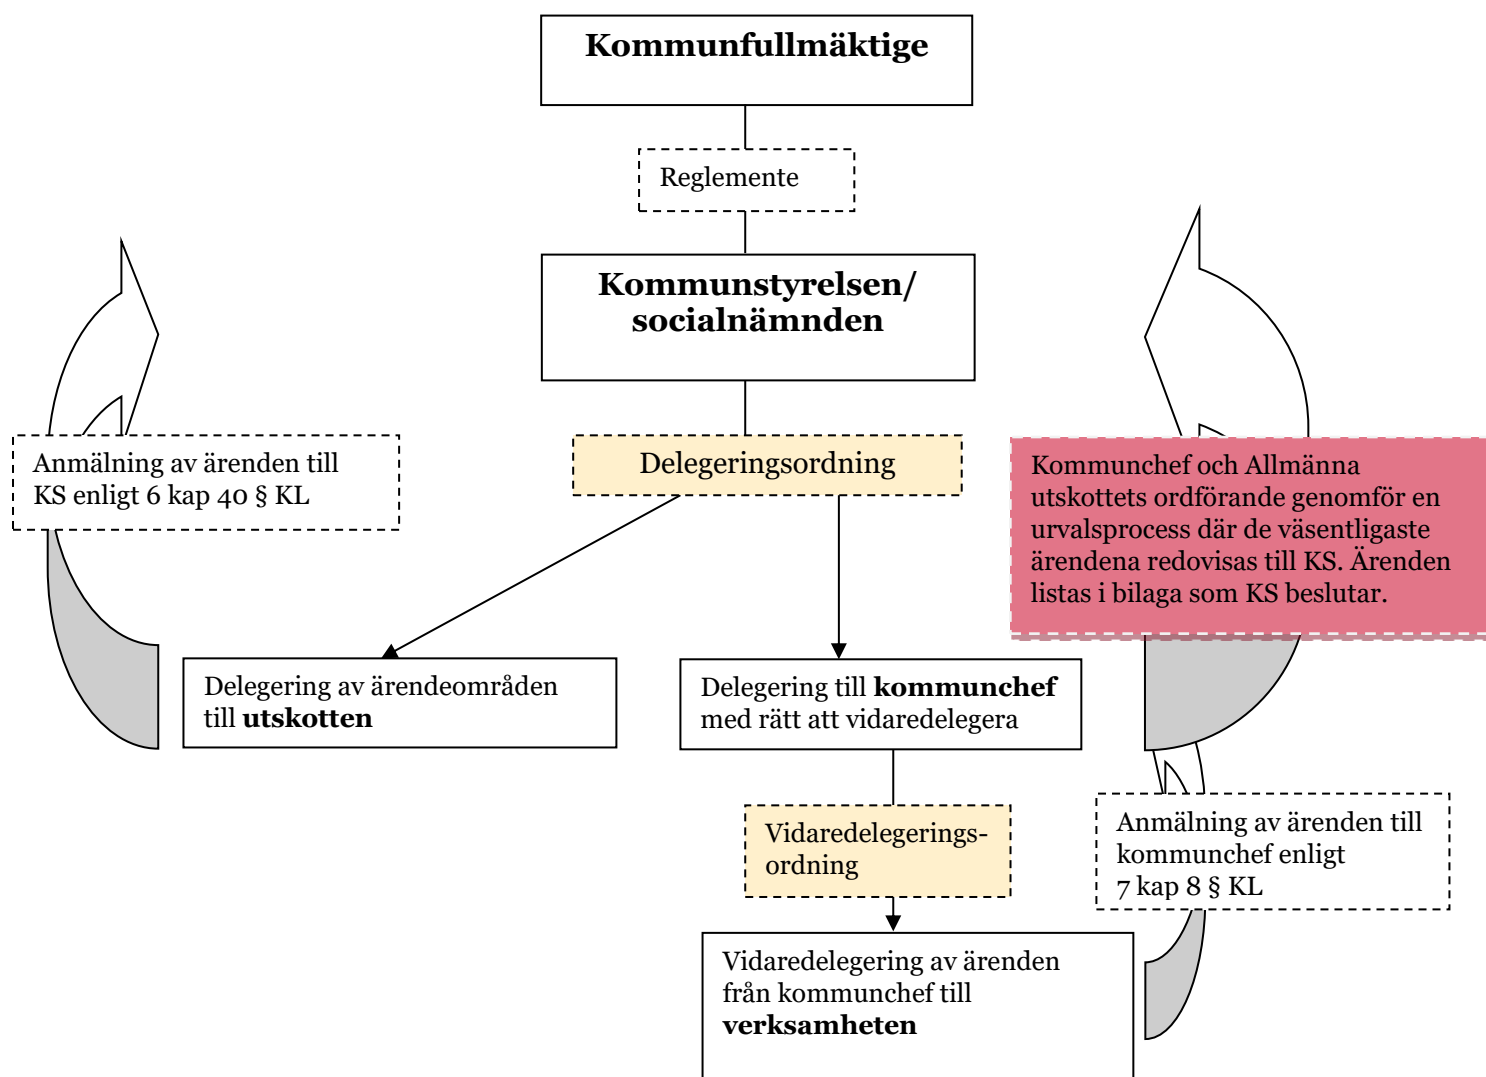 Kommunfullmäktige
Reglemente
Kommunstyrelsen/
socialnämnden
Anmälning av ärenden till
KS enligt 6 kap 40 § KL
Delegeringsordning
Kommunchef och Allmänna
utskottets ordförande genomför en
urvalsprocess där de väsentligaste
ärendena redovisas till KS. Ärenden
listas i bilaga som KS beslutar.
Delegering av ärendeområden
till utskotten
Delegering till kommunchef
med rätt att vidaredelegera
Vidaredelegerings-
ordning
Anmälning av ärenden till
kommunchef enligt
7 kap 8 § KL
Vidaredelegering av ärenden
från kommunchef till
verksamheten